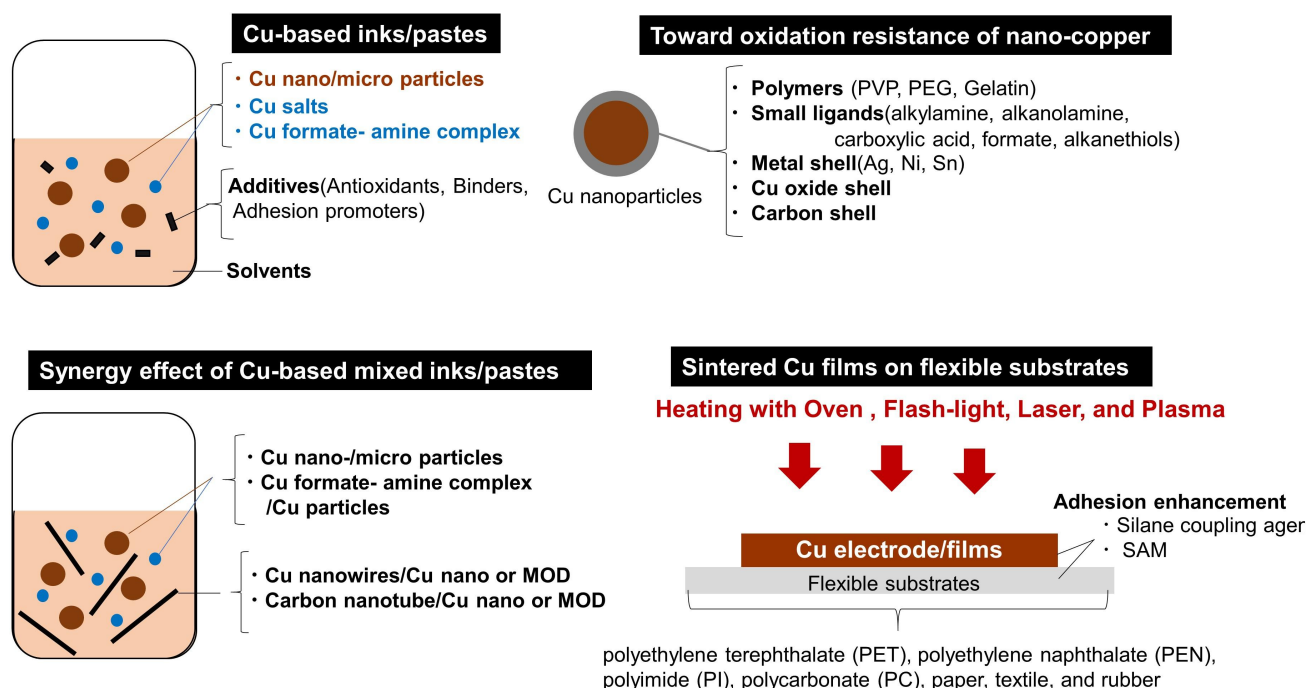 Cu-based inks/pastes
・Cu nano/micro particles
・Cu salts
・Cu formate- amine complex
Additives(Antioxidants, Binders,
Adhesion promoters)
Solvents
Toward oxidation resistance of nano-copper
・ Polymers (PVP, PEG, Gelatin)
・ Small ligands(alkylamine, alkanolamine,
carboxylic acid, formate, alkanethiols)
・ Metal shell(Ag, Ni, Sn)
・ Cu oxide shell
・ Carbon shell
Cu nanoparticles
Synergy effect of Cu-based mixed inks/pastes
・Cu nano-/micro particles
・Cu formate- amine complex
/Cu particles
・Cu nanowires/Cu nano or MOD
・Carbon nanotube/Cu nano or MOD
Sintered Cu films on flexible substrates
Heating with Oven , Flash-light, Laser, and Plasma
Adhesion enhancement
・Silane coupling agen
・SAM
Cu electrode/films
Flexible substrates
polyethylene terephthalate (PET), polyethylene naphthalate (PEN),
polyimide (PI), polycarbonate (PC), paper, textile, and rubber